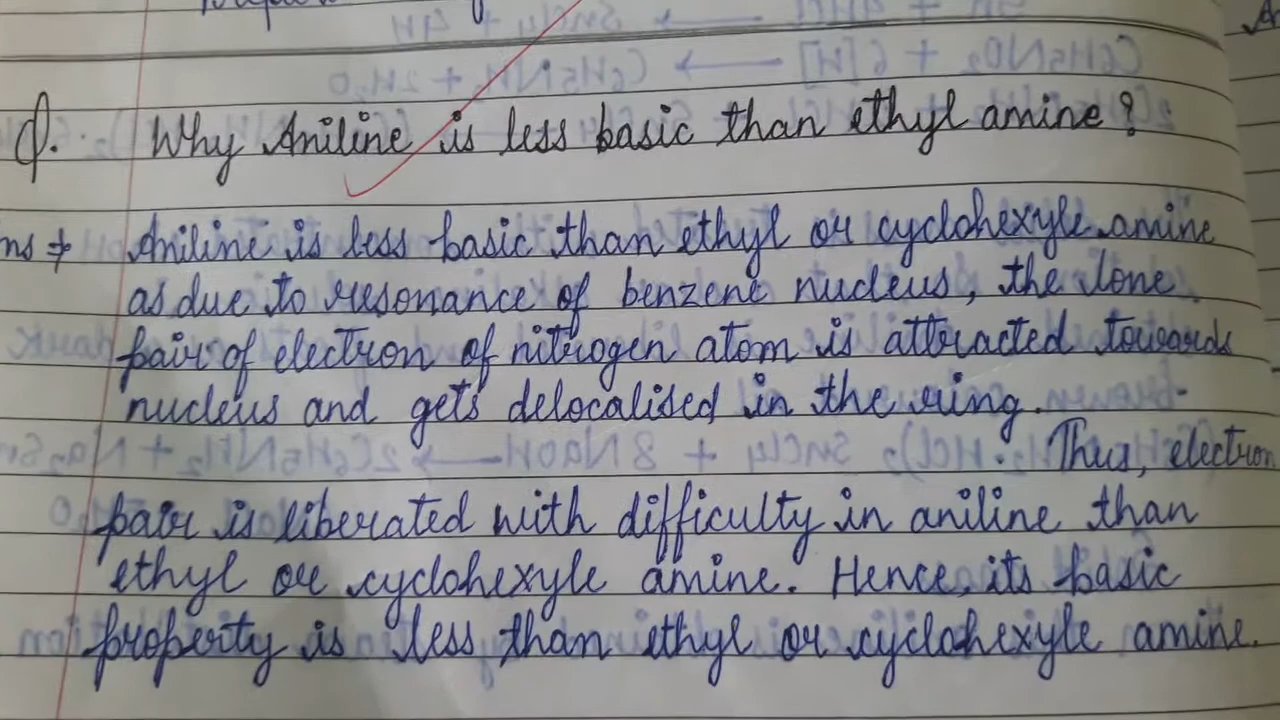 Q. Why Aniline is less basic than ethyl amine?
ns ⇒ Aniline is less basic than ethyl or cyclohexyle amine
as due to resonance of benzene nucleus, the lone
pair of electron of nitrogen atom is attracted towards
nucleus and gets delocalised in the ring.
Thus, electron
pair is liberated with difficulty in aniline than
ethyl or cyclohexyle amine. Hence, its basic
property is less than ethyl or cyclohexyle amine.